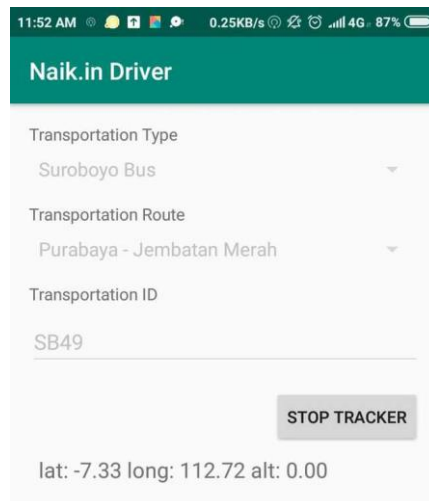 11:52 AM 0.25KB/s 4G 87%
Naik.in Driver
Transportation Type
Suroboyo Bus
Transportation Route
Purabaya - Jembatan Merah
Transportation ID
SB49
STOP TRACKER
lat: -7.33 long: 112.72 alt: 0.00